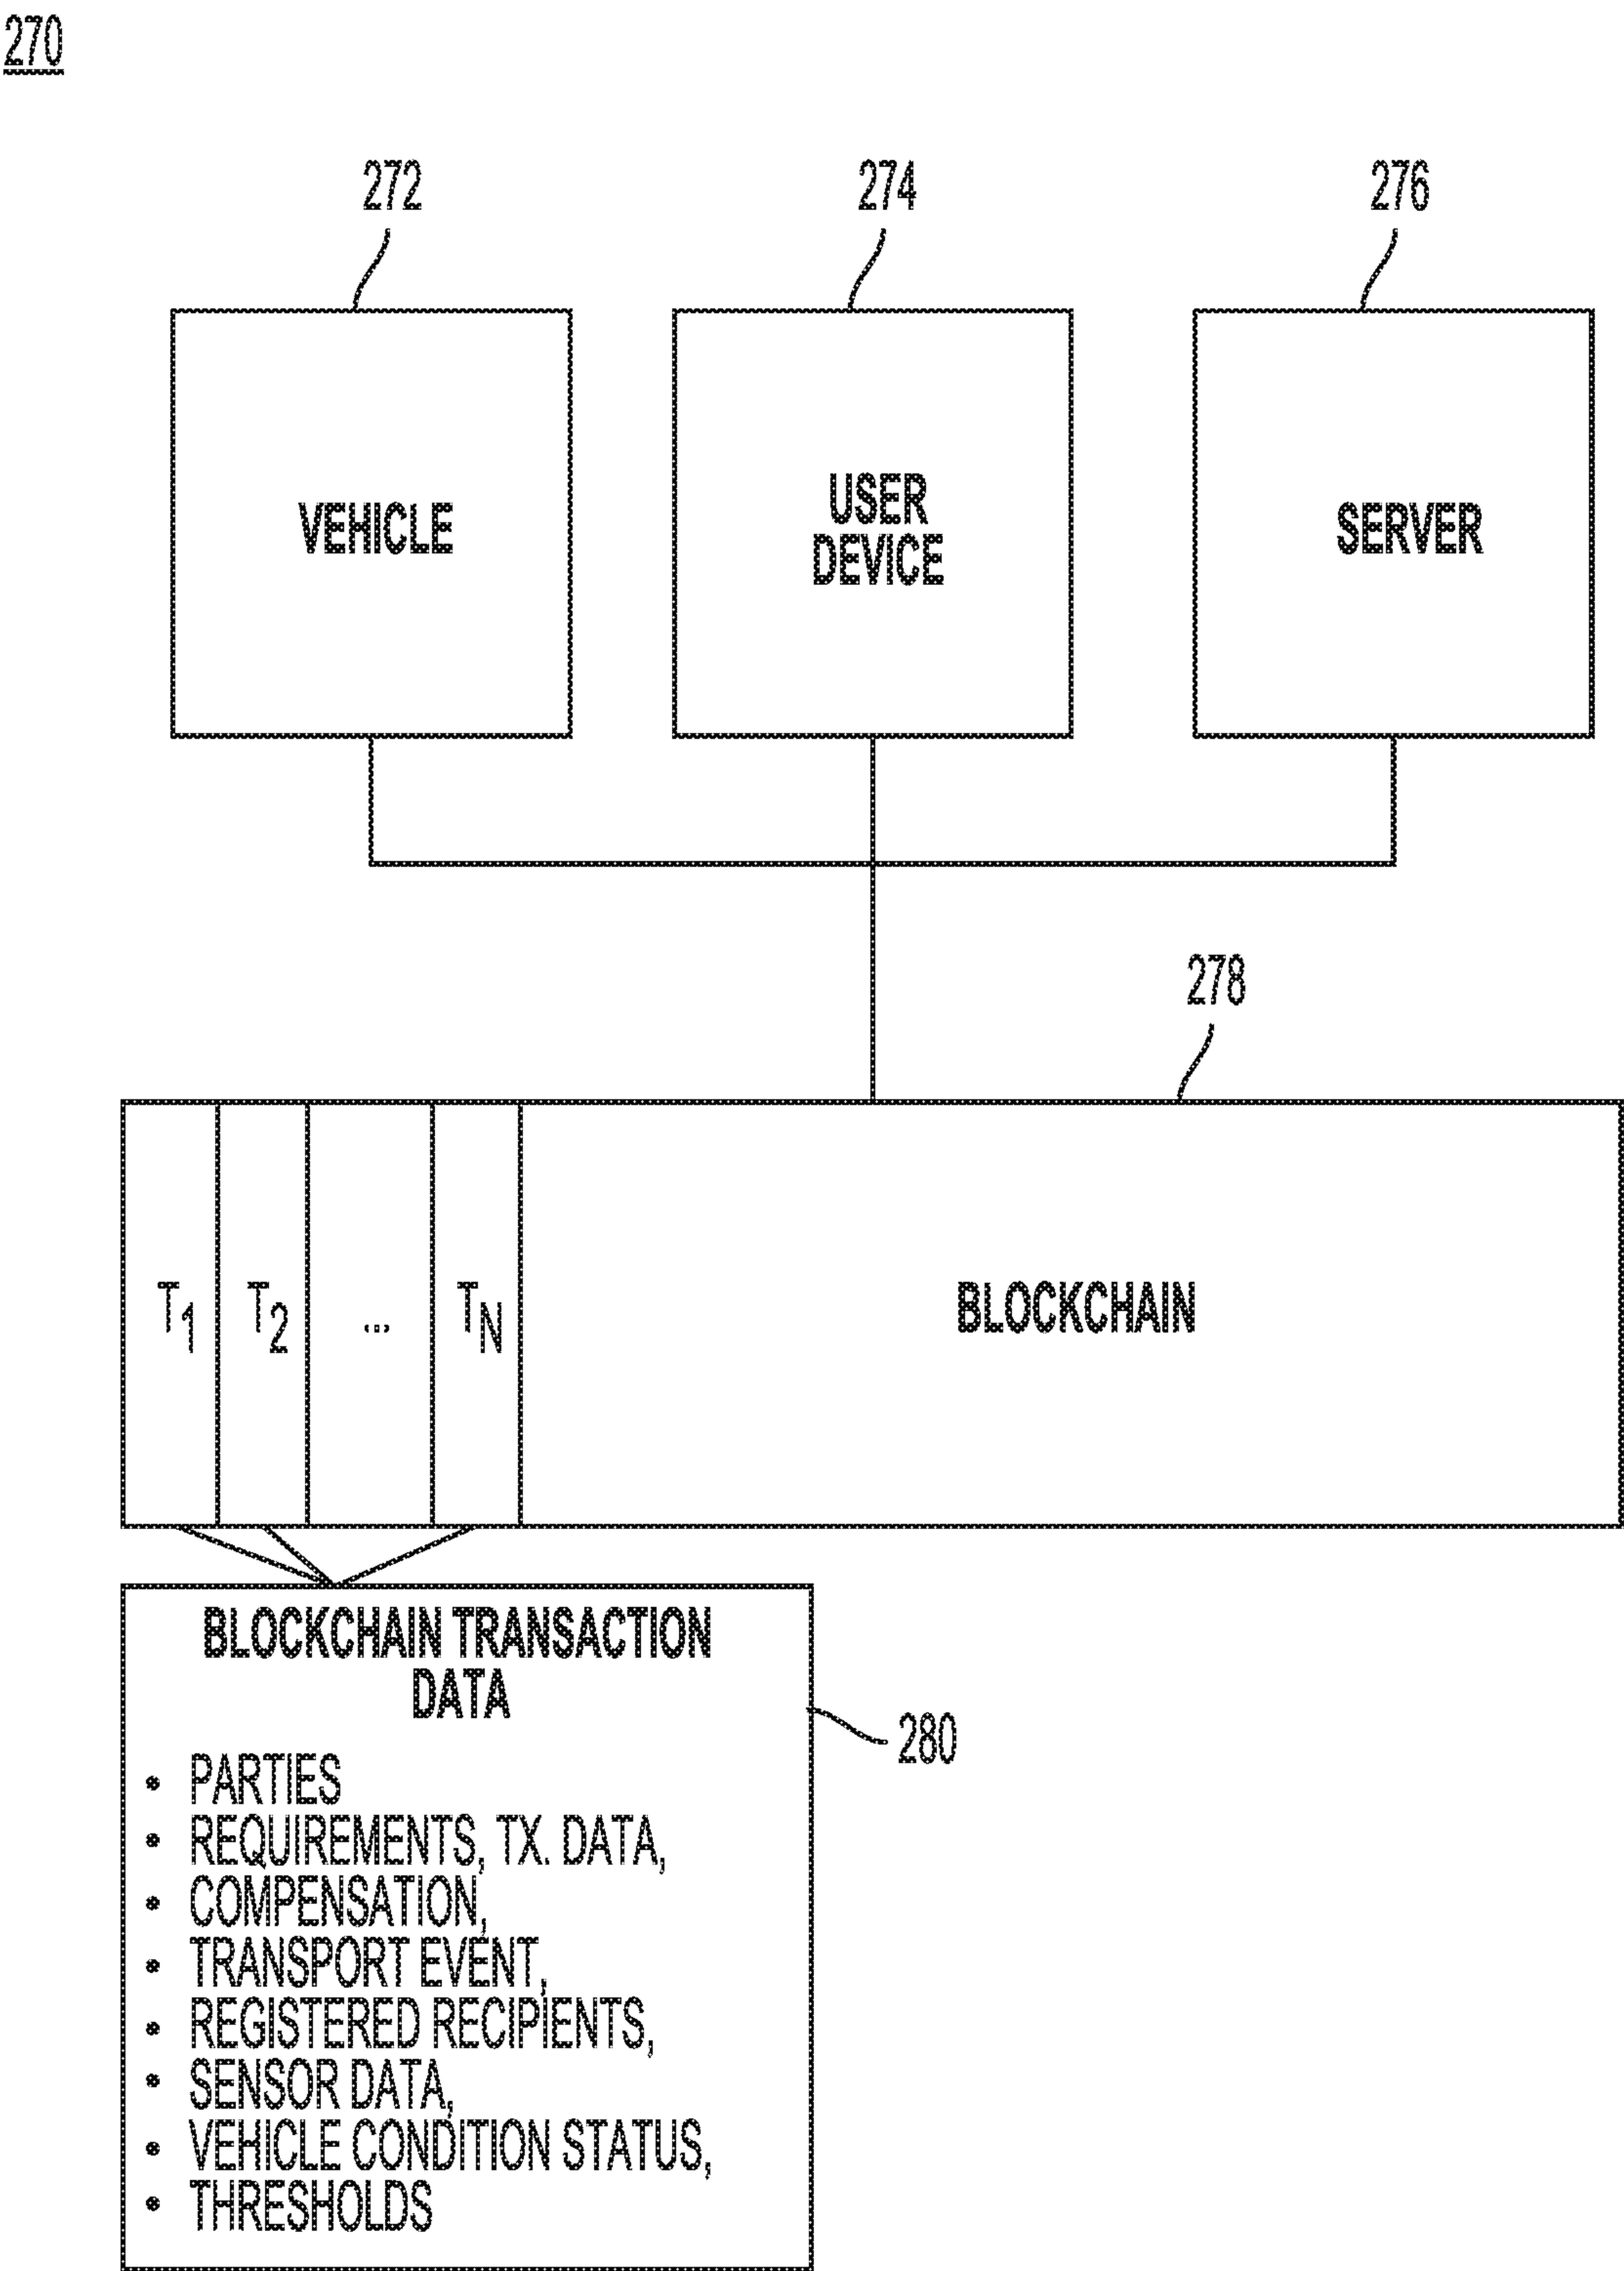 270
272
274
276
VEHICLE
USER
DEVICE
SERVER
278
T1
T2
...
TN
BLOCKCHAIN
BLOCKCHAIN TRANSACTION
DATA
280
• PARTIES
• REQUIREMENTS, TX. DATA,
• COMPENSATION,
• TRANSPORT EVENT,
• REGISTERED RECIPIENTS,
• SENSOR DATA,
• VEHICLE CONDITION STATUS,
• THRESHOLDS